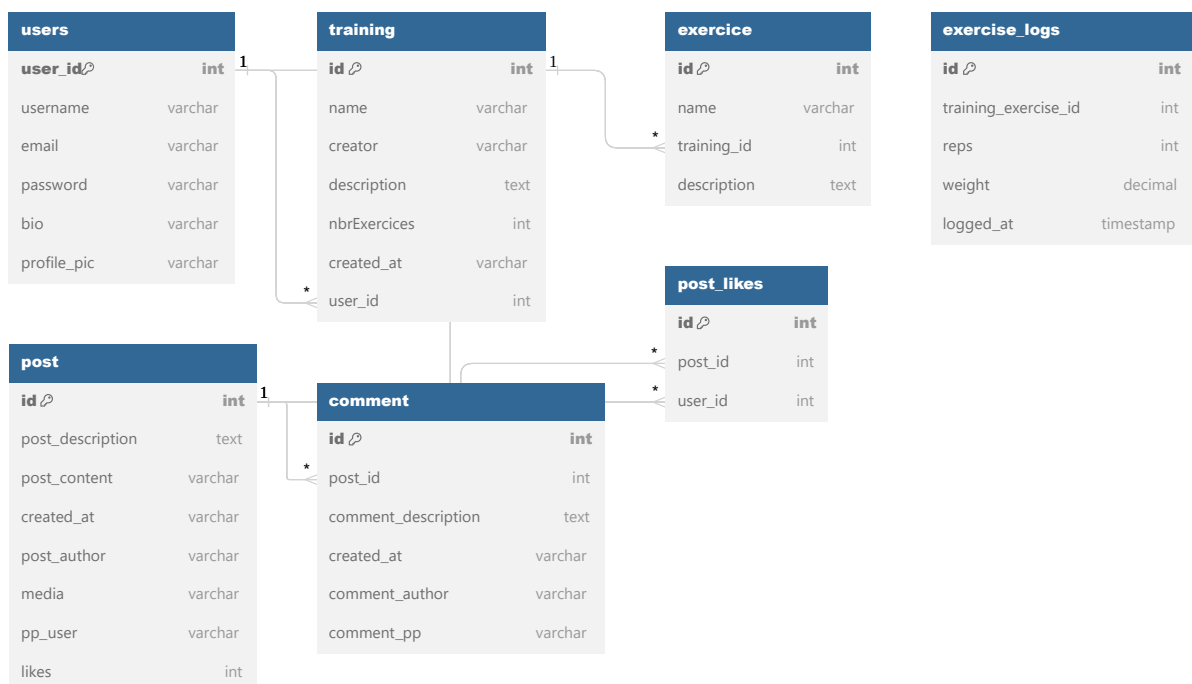 users
user_id int
username varchar
email varchar
password varchar
bio varchar
profile_pic varchar
1
*
training
id int
name varchar
creator varchar
description text
nbrExercices int
created_at varchar
user_id int
1
*
exercice
id int
name varchar
training_id int
description text
exercise_logs
id int
training_exercise_id int
reps int
weight decimal
logged_at timestamp
post_likes
id int
* post_id int
* user_id int
post
id int
post_description text
post_content varchar
created_at varchar
post_author varchar
media varchar
pp_user varchar
likes int
1
*
comment
id int
post_id int
comment_description text
created_at varchar
comment_author varchar
comment_pp varchar